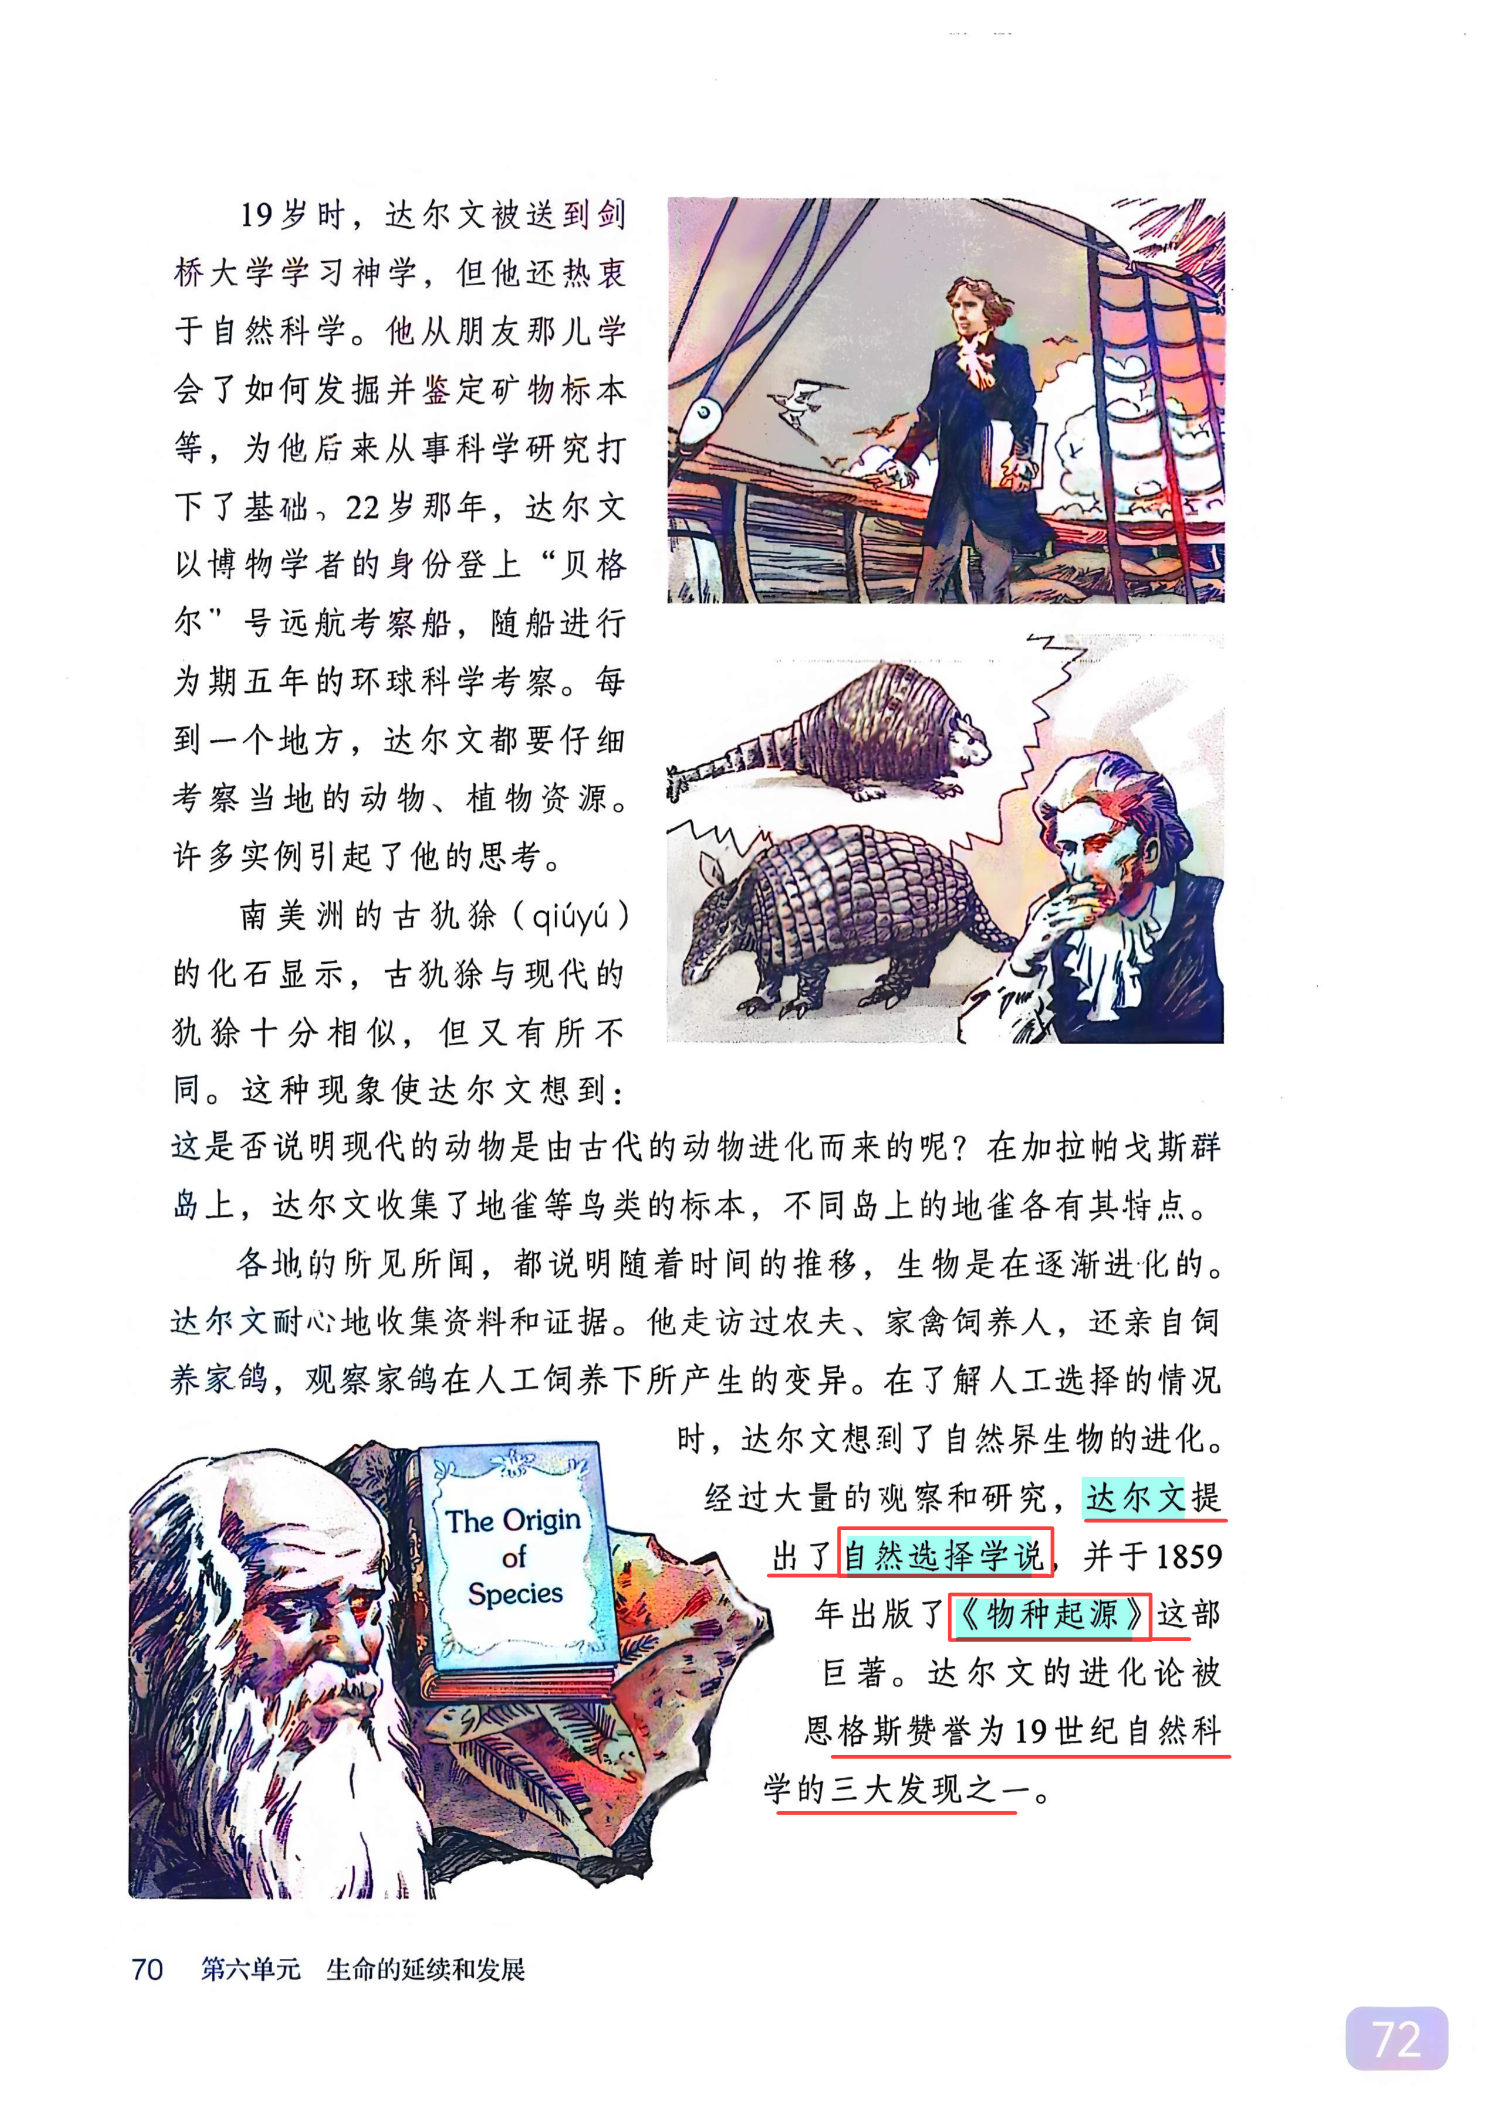 19岁时，达尔文被送到剑
桥大学学习神学，但他还热衷
于自然科学。他从朋友那儿学
会了如何发掘并鉴定矿物标本
等，为他后来从事科学研究打
下了基础。22岁那年，达尔文
以博物学者的身份登上“贝格
尔”号远航考察船，随船进行
为期五年的环球科学考察。每
到一个地方，达尔文都要仔细
考察当地的动物、植物资源。
许多实例引起了他的思考。
南美洲的古犰狳（qiúyú）
的化石显示，古犰狳与现代的
犰狳十分相似，但又有所不
同。这种现象使达尔文想到：
这是否说明现代的动物是由古代的动物进化而来的呢？在加拉帕戈斯群
岛上，达尔文收集了地雀等鸟类的标本，不同岛上的地雀各有其特点。
各地的所见所闻，都说明随着时间的推移，生物是在逐渐进化的。
达尔文耐心地收集资料和证据。他走访过农夫、家禽饲养人，还亲自饲
养家鸽，观察家鸽在人工饲养下所产生的变异。在了解人工选择的情况
时，达尔文想到了自然界生物的进化。
经过大量的观察和研究，达尔文提
出了自然选择学说，并于1859
年出版了《物种起源》这部
巨著。达尔文的进化论被
恩格斯赞誉为19世纪自然科
学的三大发现之一。
The Origin
of
Species
70 第六单元 生命的延续和发展
72